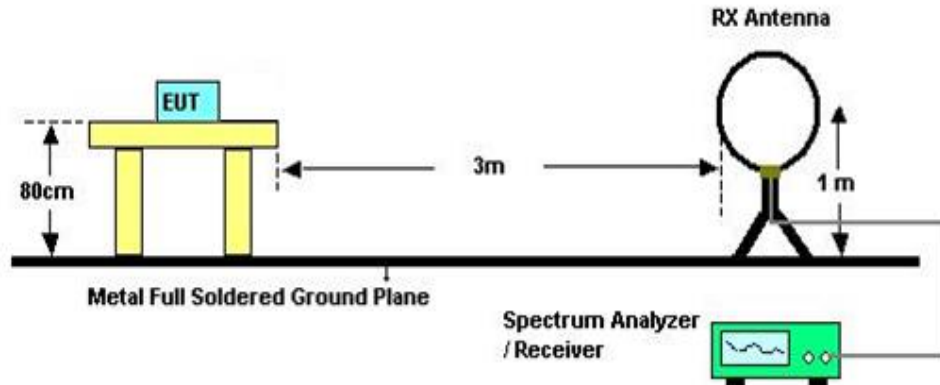 RX Antenna
EUT
80cm
3m
1 m
Metal Full Soldered Ground Plane
Spectrum Analyzer
/ Receiver